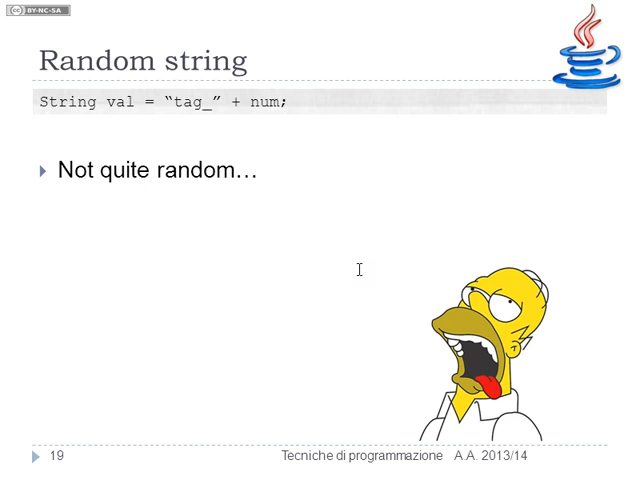 BY-NC-SA
Random string
String val = “tag_” + num;
Not quite random…
19 Tecniche di programmazione A.A. 2013/14